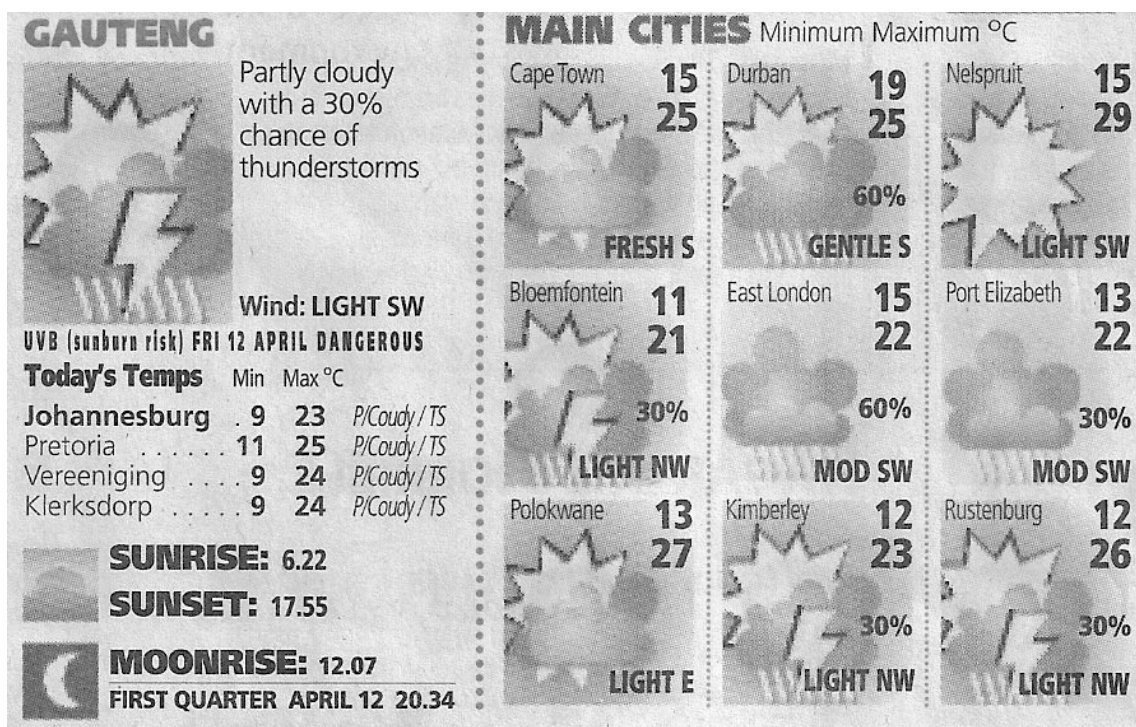 GAUTENG
Partly cloudy
with a 30%
chance of
thunderstorms
Wind: LIGHT SW
UVB (sunburn risk) FRI 12 APRIL DANGEROUS
Today's Temps Min Max °C
Johannesburg . 9 23 P/Coudy / TS
Pretoria . . . . . . 11 25 P/Coudy / TS
Vereeniging . . . . 9 24 P/Coudy / TS
Klerksdorp . . . . . 9 24 P/Coudy / TS
SUNRISE: 6.22
SUNSET: 17.55
MOONRISE: 12.07
FIRST QUARTER APRIL 12 20.34
MAIN CITIES Minimum Maximum °C
Cape Town 15
25
FRESH S
Durban 19
25
60%
GENTLE S
Nelspruit 15
29
LIGHT SW
Bloemfontein 11
21
30%
LIGHT NW
East London 15
22
60%
MOD SW
Port Elizabeth 13
22
30%
MOD SW
Polokwane 13
27
LIGHT E
Kimberley 12
23
30%
LIGHT NW
Rustenburg 12
26
30%
LIGHT NW